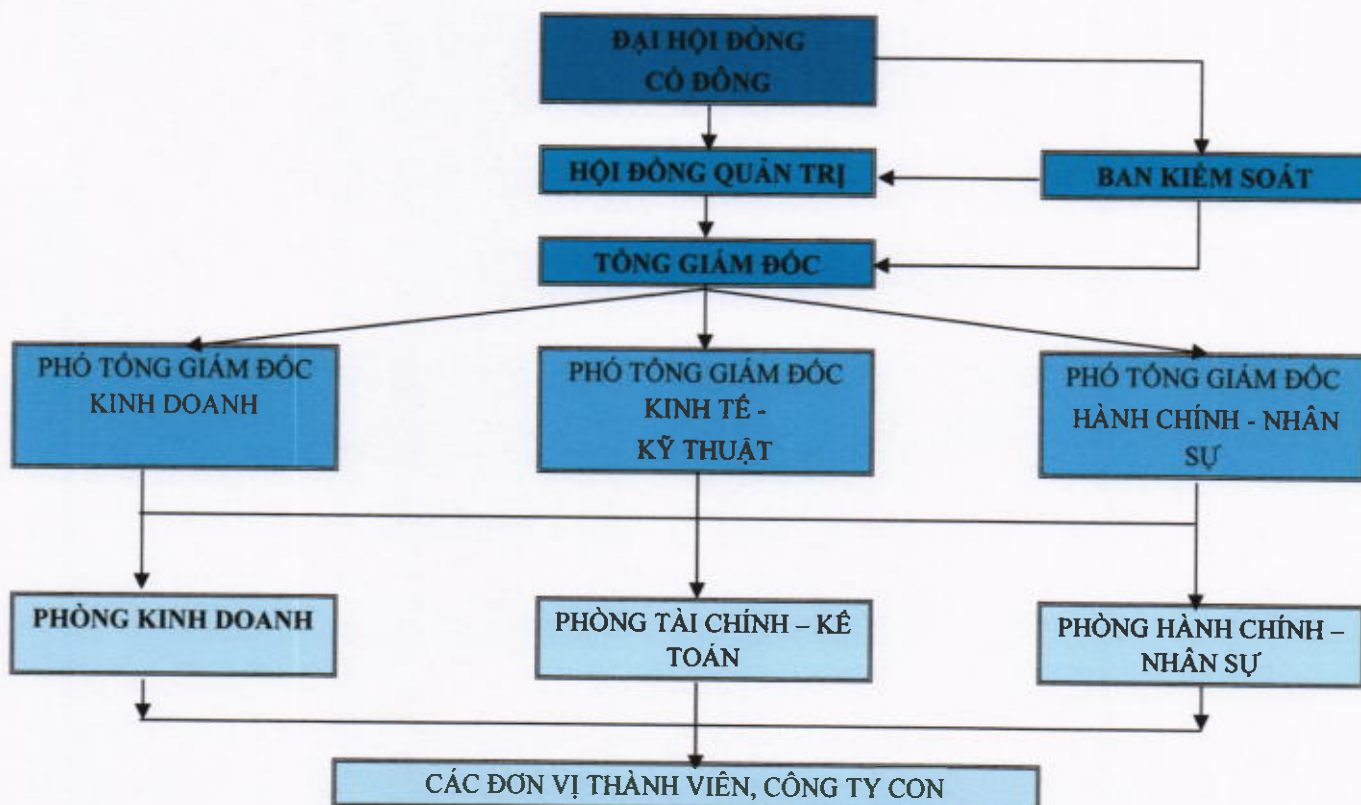 ĐẠI HỘI ĐỒNG
CỔ ĐÔNG
HỘI ĐỒNG QUẢN TRỊ
BAN KIỂM SOÁT
TỔNG GIÁM ĐỐC
PHÓ TỔNG GIÁM ĐỐC
KINH DOANH
PHÓ TỔNG GIÁM ĐỐC
KINH TẾ -
KỸ THUẬT
PHÓ TỔNG GIÁM ĐỐC
HÀNH CHÍNH - NHÂN
SỰ
PHÒNG KINH DOANH
PHÒNG TÀI CHÍNH – KẾ
TOÁN
PHÒNG HÀNH CHÍNH –
NHÂN SỰ
CÁC ĐƠN VỊ THÀNH VIÊN, CÔNG TY CON